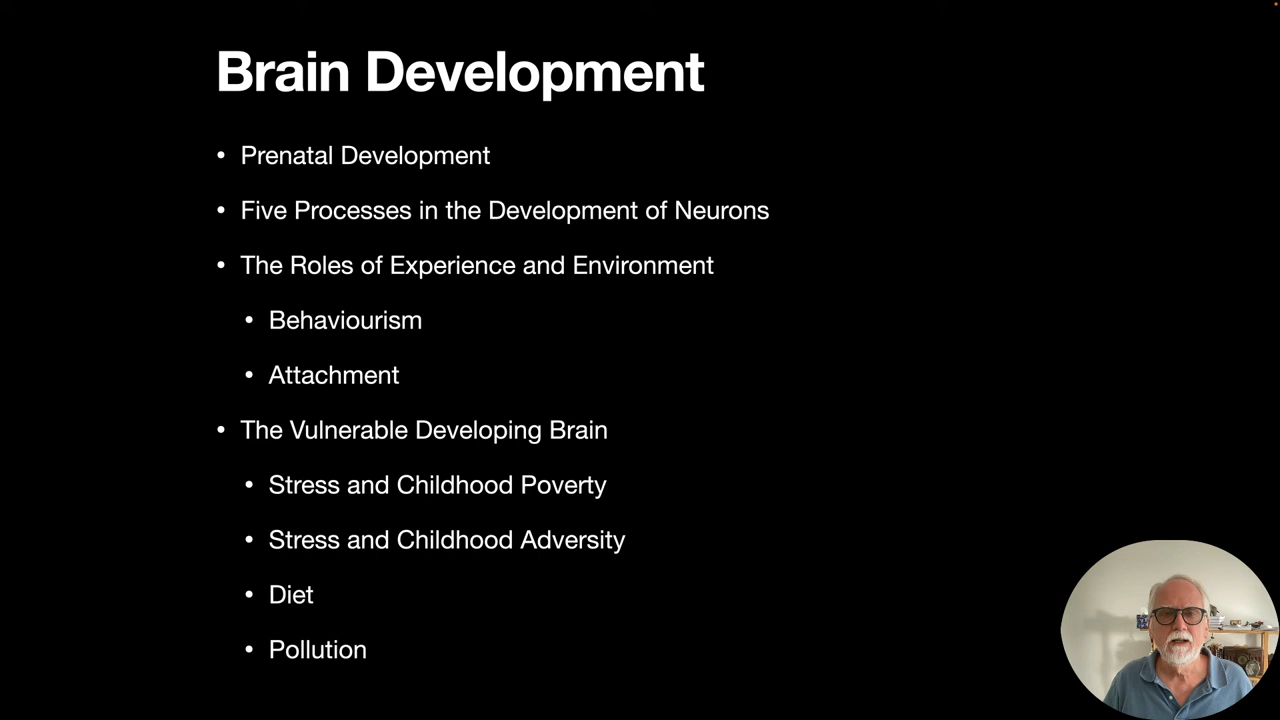 Brain Development
• Prenatal Development
• Five Processes in the Development of Neurons
• The Roles of Experience and Environment
• Behaviourism
• Attachment
• The Vulnerable Developing Brain
• Stress and Childhood Poverty
• Stress and Childhood Adversity
• Diet
• Pollution